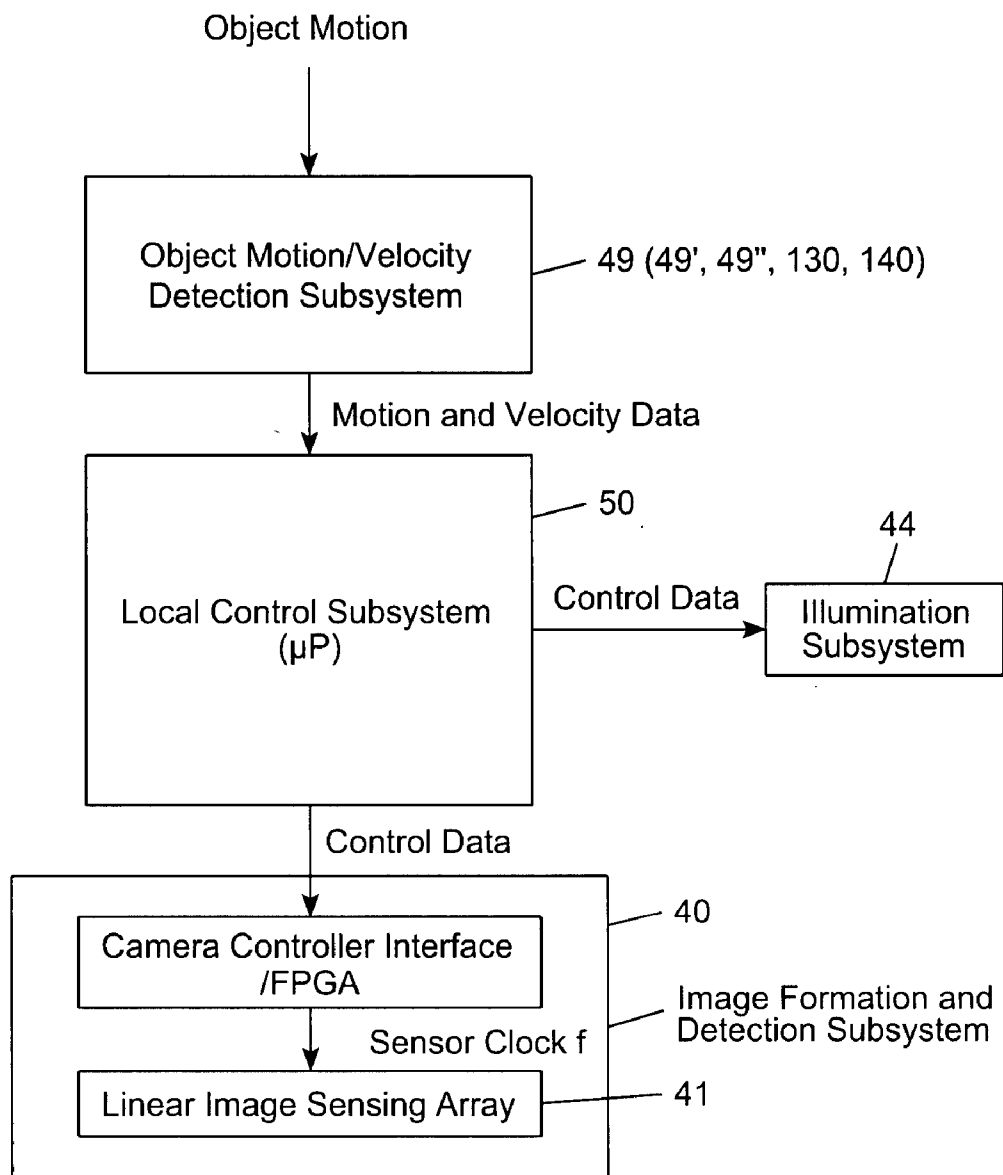 Object Motion
Object Motion/Velocity
Detection Subsystem
49 (49', 49", 130, 140)
Motion and Velocity Data
50
44
Local Control Subsystem
(µP)
Control Data
Illumination
Subsystem
Control Data
40
Camera Controller Interface
/FPGA
Image Formation and
Detection Subsystem
Sensor Clock f
Linear Image Sensing Array
41